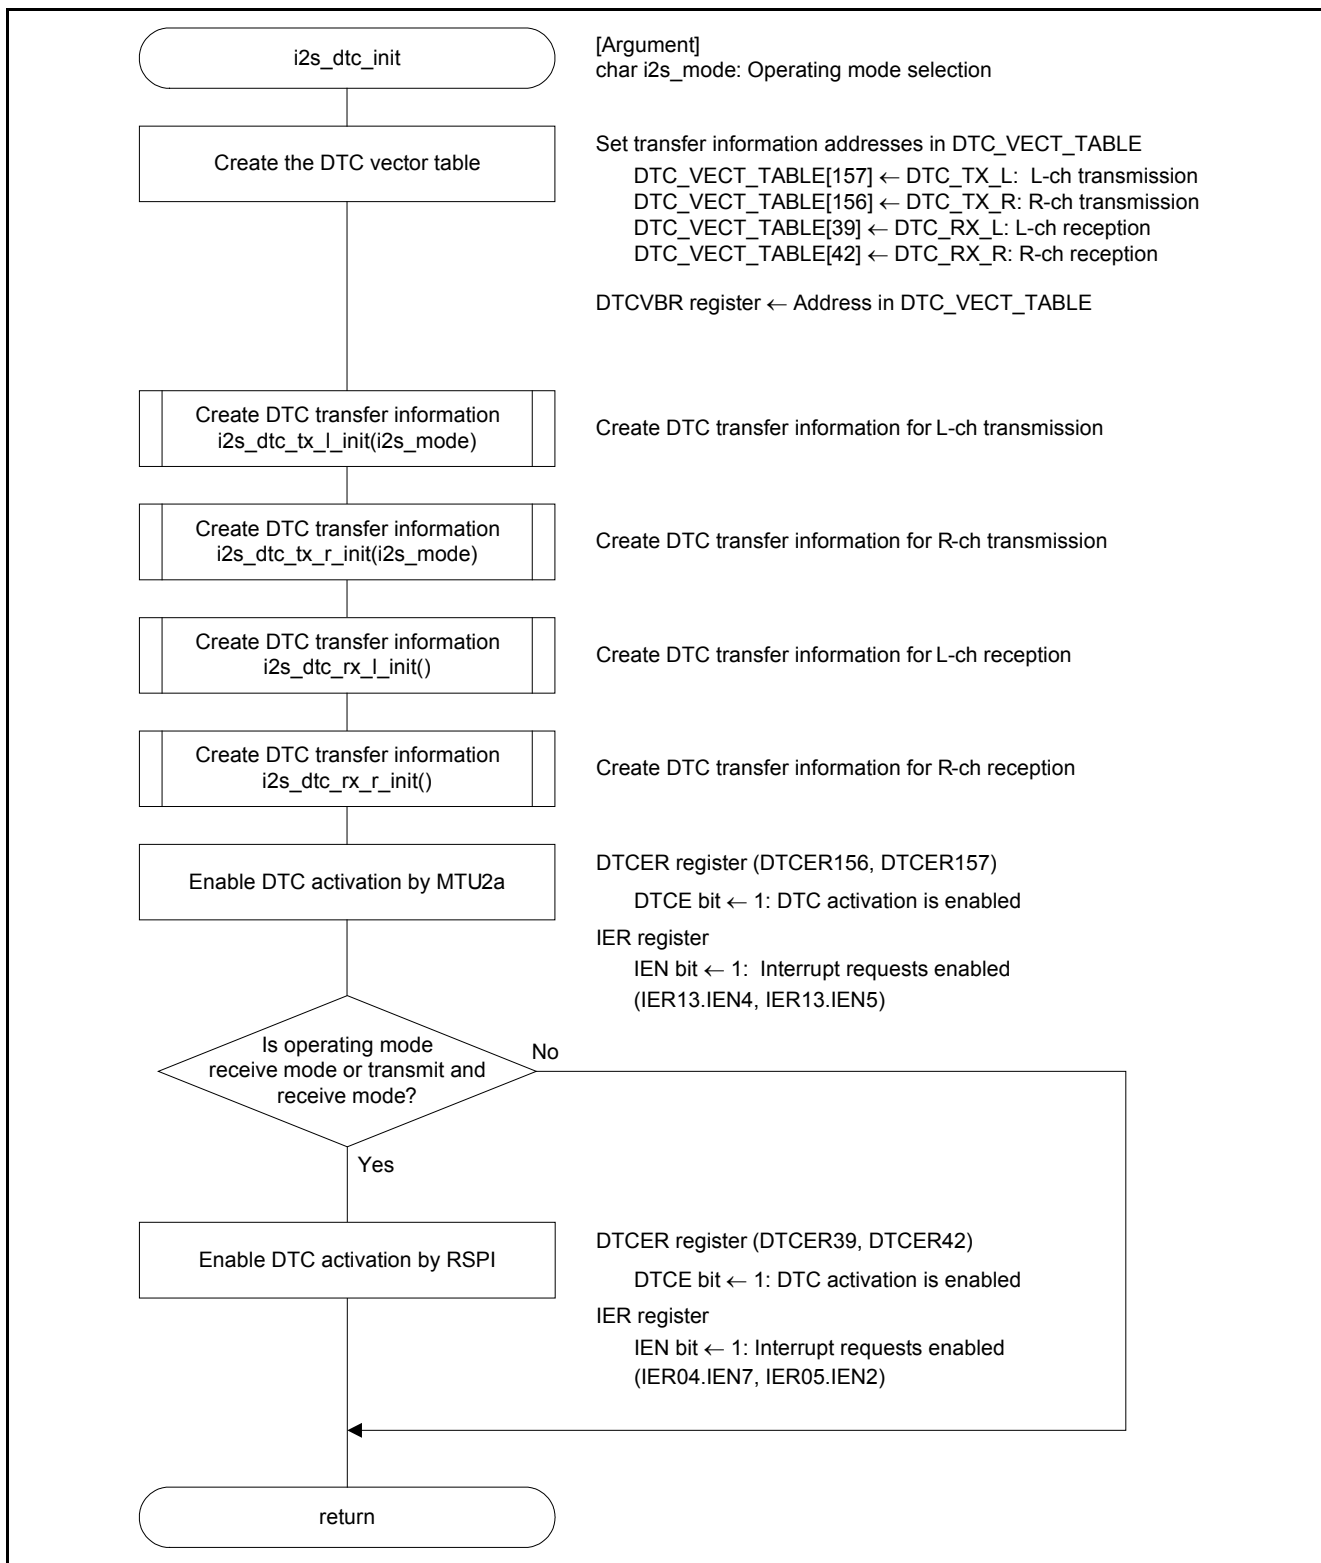 i2s_dtc_init
[Argument]
char i2s_mode: Operating mode selection
Create the DTC vector table
Set transfer information addresses in DTC_VECT_TABLE
DTC_VECT_TABLE[157] ← DTC_TX_L: L-ch transmission
DTC_VECT_TABLE[156] ← DTC_TX_R: R-ch transmission
DTC_VECT_TABLE[39] ← DTC_RX_L: L-ch reception
DTC_VECT_TABLE[42] ← DTC_RX_R: R-ch reception
DTCVBR register ← Address in DTC_VECT_TABLE
Create DTC transfer information
i2s_dtc_tx_l_init(i2s_mode)
Create DTC transfer information for L-ch transmission
Create DTC transfer information
i2s_dtc_tx_r_init(i2s_mode)
Create DTC transfer information for R-ch transmission
Create DTC transfer information
i2s_dtc_rx_l_init()
Create DTC transfer information for L-ch reception
Create DTC transfer information
i2s_dtc_rx_r_init()
Create DTC transfer information for R-ch reception
Enable DTC activation by MTU2a
DTCER register (DTCER156, DTCER157)
DTCE bit ← 1: DTC activation is enabled
IER register
IEN bit ← 1: Interrupt requests enabled
(IER13.IEN4, IER13.IEN5)
Is operating mode
receive mode or transmit and
receive mode?
No
Yes
Enable DTC activation by RSPI
DTCER register (DTCER39, DTCER42)
DTCE bit ← 1: DTC activation is enabled
IER register
IEN bit ← 1: Interrupt requests enabled
(IER04.IEN7, IER05.IEN2)
return